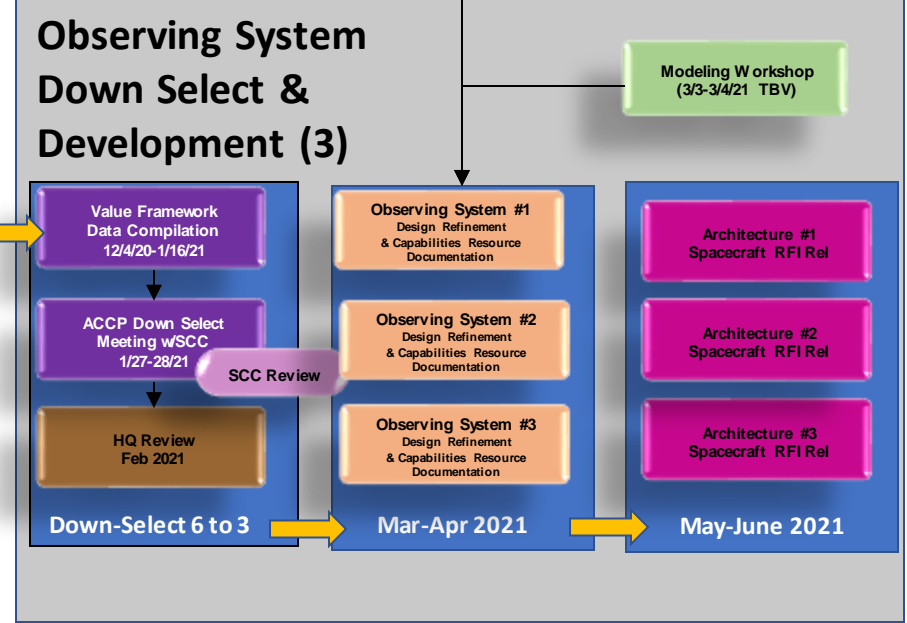 Observing System
Down Select &
Development (3)
Modeling Workshop
(3/3-3/4/21 TBV)
Value Framework
Data Compilation
12/4/20-1/16/21
ACCP Down Select
Meeting w/SCC
1/27-28/21
SCC Review
HQ Review
Feb 2021
Down-Select 6 to 3
Observing System #1
Design Refinement
& Capabilities Resource
Documentation
Observing System #2
Design Refinement
& Capabilities Resource
Documentation
Observing System #3
Design Refinement
& Capabilities Resource
Documentation
Mar-Apr 2021
Architecture #1
Spacecraft RFI Rel
Architecture #2
Spacecraft RFI Rel
Architecture #3
Spacecraft RFI Rel
May-June 2021